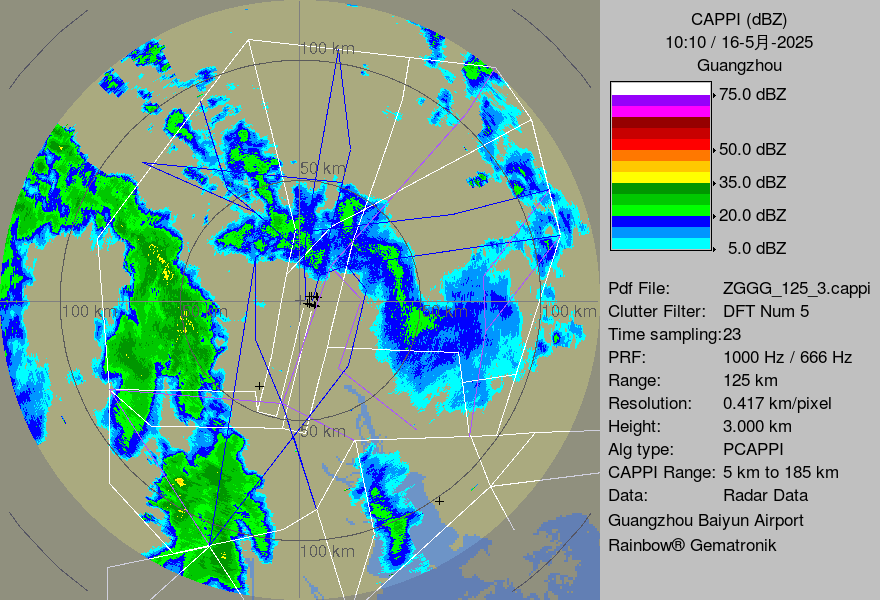 CAPPI (dBZ)
10:10 / 16-5月-2025
Guangzhou
75.0 dBZ
50.0 dBZ
35.0 dBZ
20.0 dBZ
5.0 dBZ
Pdf File: ZGGG_125_3.cappi
Clutter Filter: DFT Num 5
Time sampling:23
PRF: 1000 Hz / 666 Hz
Range: 125 km
Resolution: 0.417 km/pixel
Height: 3.000 km
Alg type: PCAPPI
CAPPI Range: 5 km to 185 km
Data: Radar Data
Guangzhou Baiyun Airport
Rainbow® Gematronik
100 km
50 km
100 km
50 km
50 km
100 km
50 km
100 km